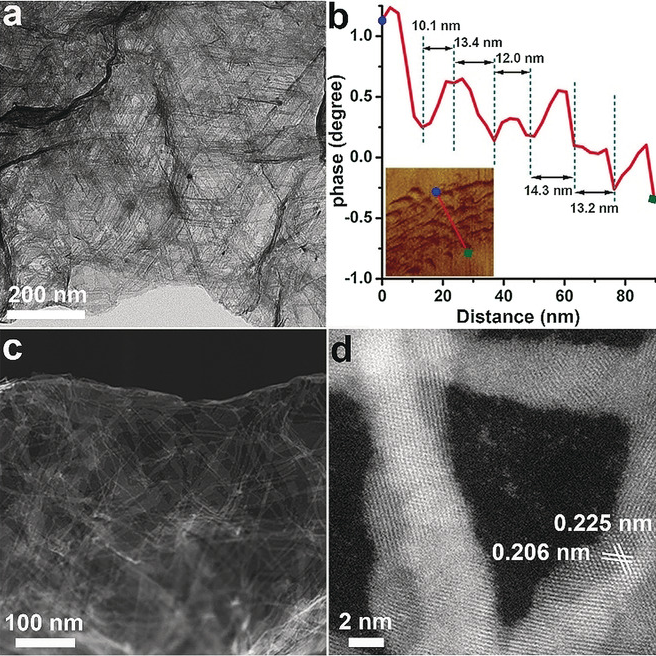 a
200 nm
b
phase (degree)
1.0
0.5
0.0
-0.5
-1.0
10.1 nm
13.4 nm
12.0 nm
14.3 nm
13.2 nm
0
20
40
60
80
Distance (nm)
c
100 nm
d
0.225 nm
0.206 nm
2 nm